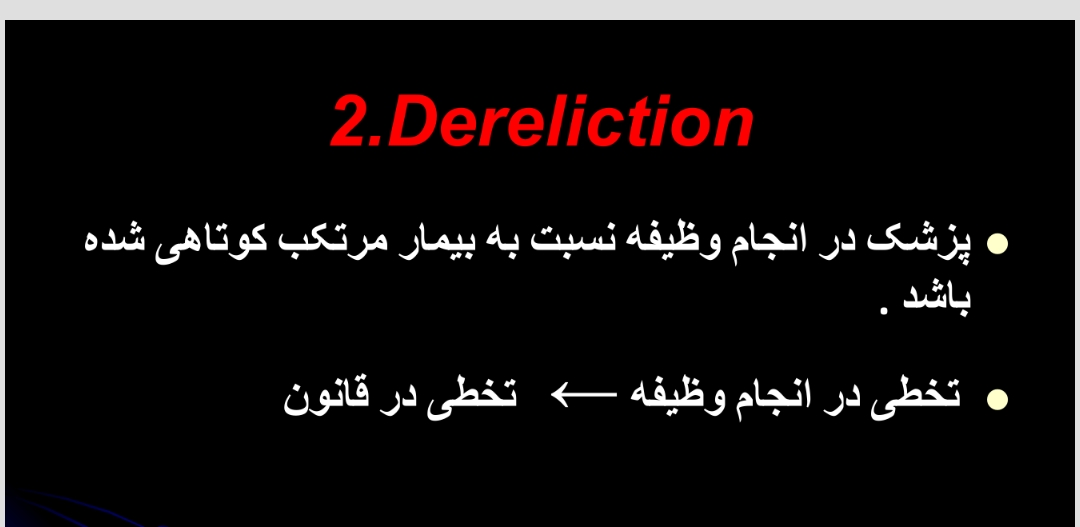 2.Dereliction
پزشک در انجام وظیفه نسبت به بیمار مرتکب کوتاهی شده
باشد .
تخطی در انجام وظیفه ← تخطی در قانون